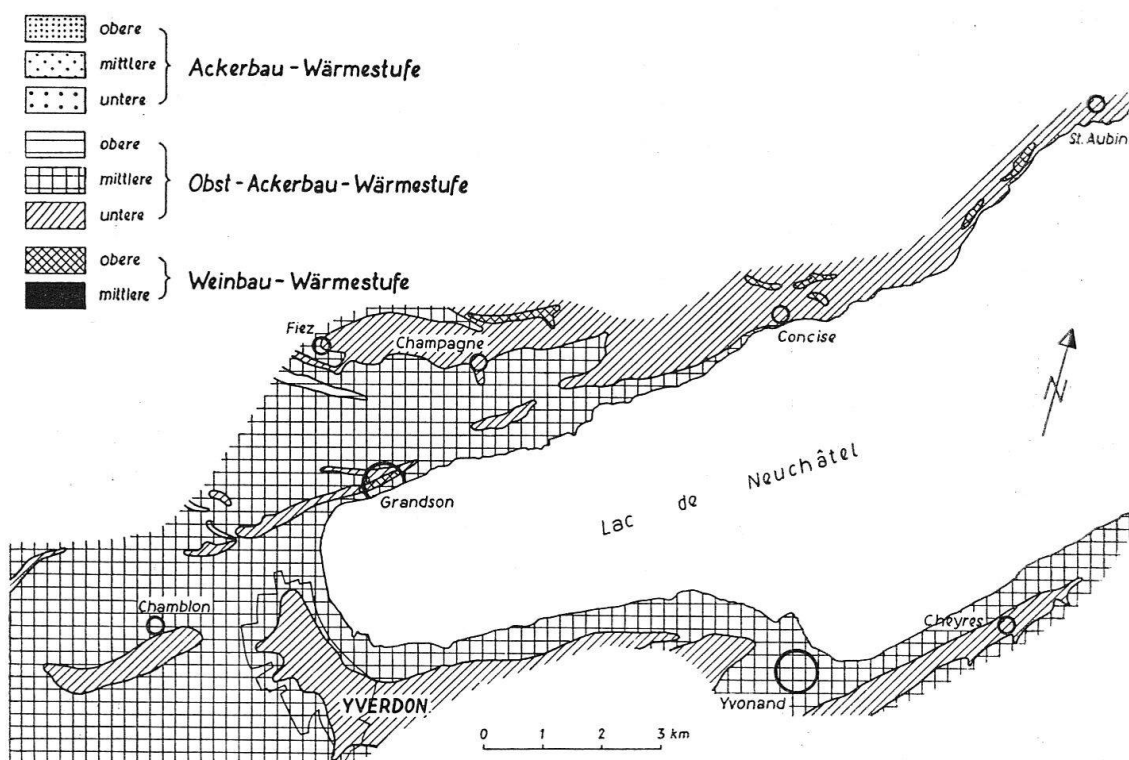 obere
mittlere
untere
Ackerbau - Wärmestufe
obere
mittlere
untere
Obst - Ackerbau - Wärmestufe
obere
mittlere
Weinbau - Wärmestufe
St. Aubin
Fiez
Champagne
Concise
N
Grandson
Lac de Neuchâtel
Chamblon
Cheyres
YVERDON
Yvonand
0 1 2 3 km